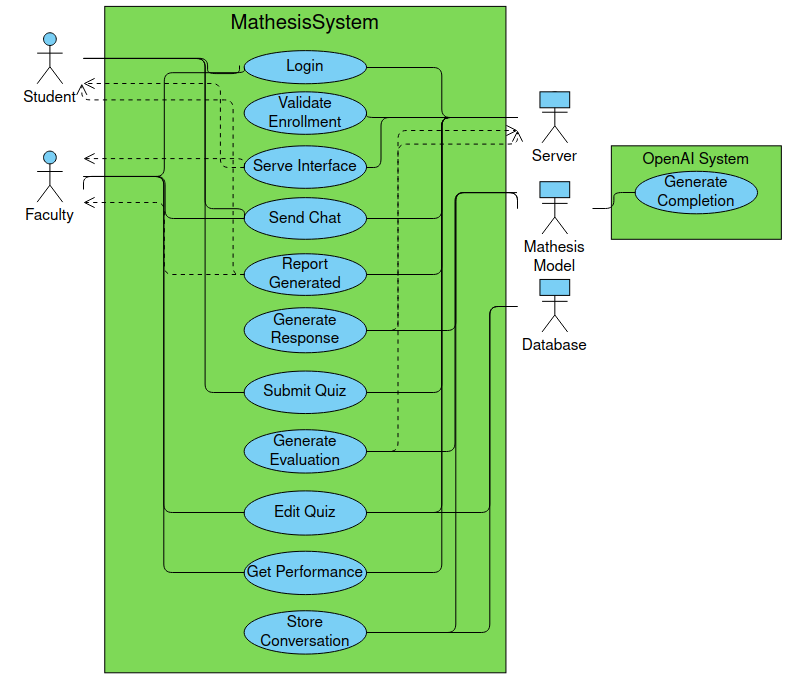 MathesisSystem
Student
Faculty
Login
Validate
Enrollment
Serve Interface
Send Chat
Report
Generated
Generate
Response
Submit Quiz
Generate
Evaluation
Edit Quiz
Get Performance
Store
Conversation
Server
Mathesis
Model
Database
OpenAI System
Generate
Completion